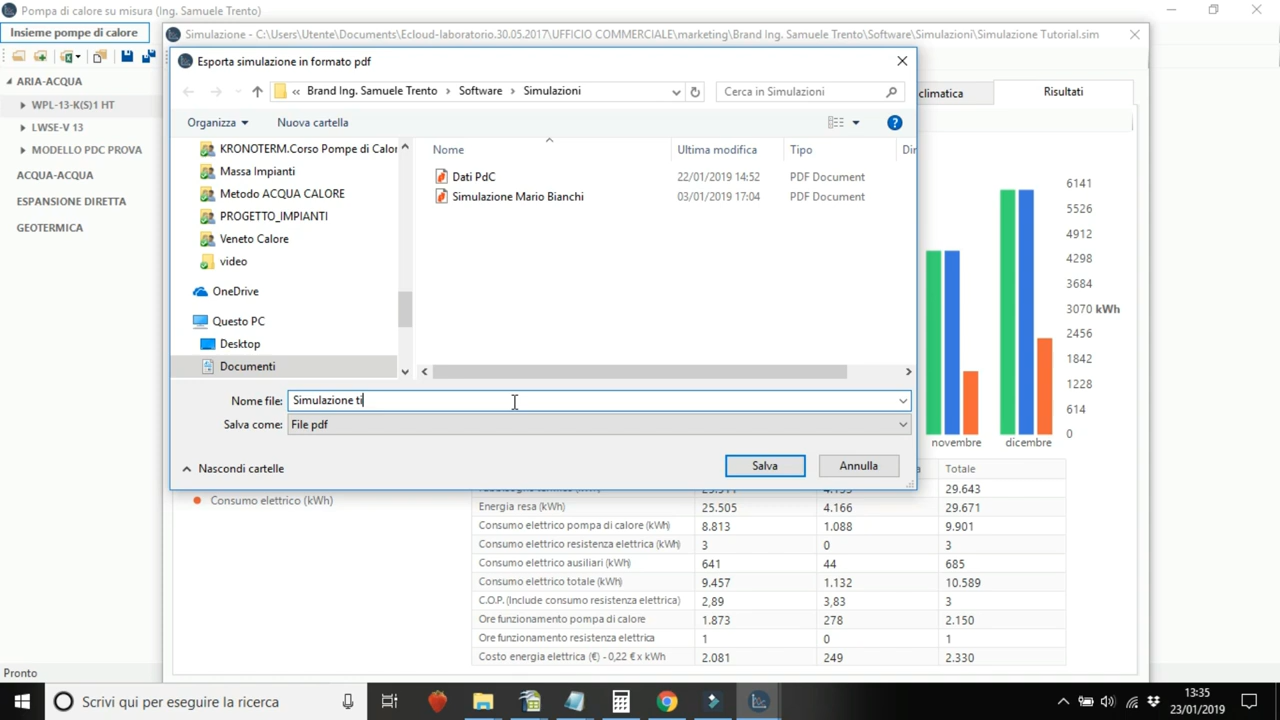 Pompa di calore su misura (Ing. Samuele Trento)
Insieme pompe di calore
Simulazione - C:\Users\Utente\Documents\Ecloud-laboratorio.30.05.2017\UFFICIO COMMERCIALE\marketing\Brand Ing. Samuele Trento\Software\Simulazioni\Simulazione Tutorial.sim
Esporta simulazione in formato pdf
« Brand Ing. Samuele Trento > Software > Simulazioni
Cerca in Simulazioni
climatica
Risultati
Organizza
Nuova cartella
ARIA-ACQUA
WPL-13-K(S)1 HT
LWSE-V 13
MODELLO PDC PROVA
ACQUA-ACQUA
ESPANSIONE DIRETTA
GEOTERMICA
KRONOTERM.Corso Pompe di Calor
Massa Impianti
Metodo ACQUA CALORE
PROGETTO_IMPIANTI
Veneto Calore
video
OneDrive
Questo PC
Desktop
Documenti
Nome Ultima modifica Tipo Dir
Dati PdC 22/01/2019 14:52 PDF Document
Simulazione Mario Bianchi 03/01/2019 17:04 PDF Document
6141
5526
4912
4298
3684
3070 kWh
2456
1842
1228
614
0
novembre dicembre
Nome file: Simulazione ti
Salva come: File pdf
Nascondi cartelle
Salva
Annulla
Consumo elettrico (kWh)
Totale
29.643
Energia resa (kWh) 25.505 4.166 29.671
Consumo elettrico pompa di calore (kWh) 8.813 1.088 9.901
Consumo elettrico resistenza elettrica (kWh) 3 0 3
Consumo elettrico ausiliari (kWh) 641 44 685
Consumo elettrico totale (kWh) 9.457 1.132 10.589
C.O.P. (Include consumo resistenza elettrica) 2,89 3,83 3
Ore funzionamento pompa di calore 1.873 278 2.150
Ore funzionamento resistenza elettrica 1 0 1
Costo energia elettrica (€) - 0,22 € x kWh 2.081 249 2.330
Pronto
Scrivi qui per eseguire la ricerca
13:35
23/01/2019